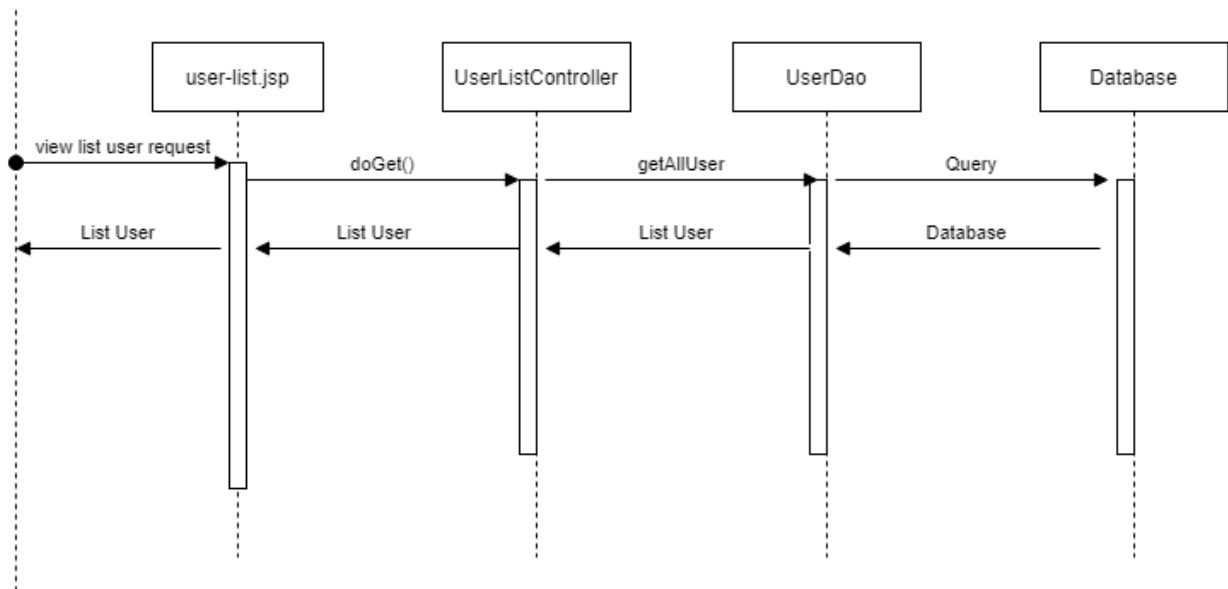 user-list.jsp
UserListController
UserDao
Database
view list user request
doGet()
getAllUser
Query
List User
List User
List User
Database